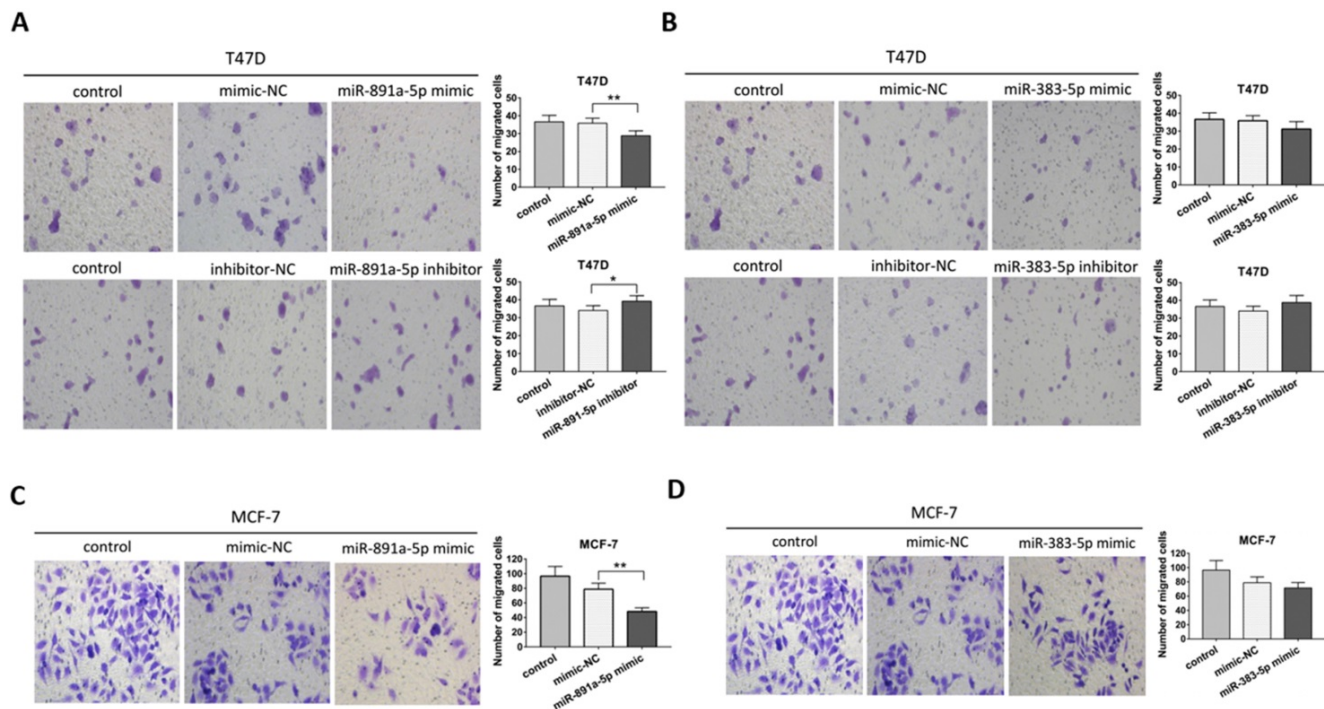 A
T47D
control mimic-NC miR-891a-5p mimic
T47D
Number of migrated cells
50
40
30
20
10
0
**
control
mimic-NC
miR-891a-5p mimic
control inhibitor-NC miR-891a-5p inhibitor
T47D
Number of migrated cells
50
40
30
20
10
0
*
control
inhibitor-NC
miR-891-5p inhibitor
B
T47D
control mimic-NC miR-383-5p mimic
T47D
Number of migrated cells
50
40
30
20
10
0
control
mimic-NC
miR-383-5p mimic
control inhibitor-NC miR-383-5p inhibitor
T47D
Number of migrated cells
50
40
30
20
10
0
control
inhibitor-NC
miR-383-5p inhibitor
C
MCF-7
control mimic-NC miR-891a-5p mimic
MCF-7
Number of migrated cells
120
100
80
60
40
20
0
**
control
mimic-NC
miR-891a-5p mimic
D
MCF-7
control mimic-NC miR-383-5p mimic
MCF-7
Number of migrated cells
120
100
80
60
40
20
0
control
mimic-NC
miR-383-5p mimic